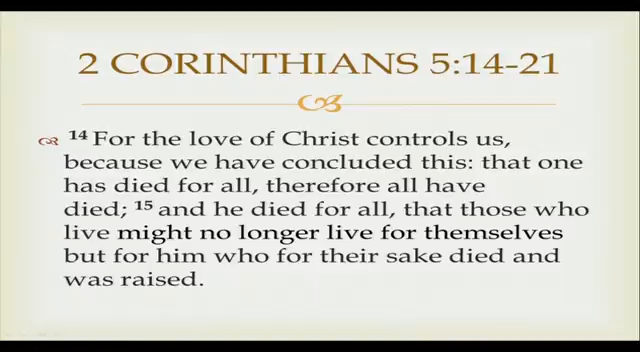 2 CORINTHIANS 5:14-21
14 For the love of Christ controls us,
because we have concluded this: that one
has died for all, therefore all have
died; 15 and he died for all, that those who
live might no longer live for themselves
but for him who for their sake died and
was raised.